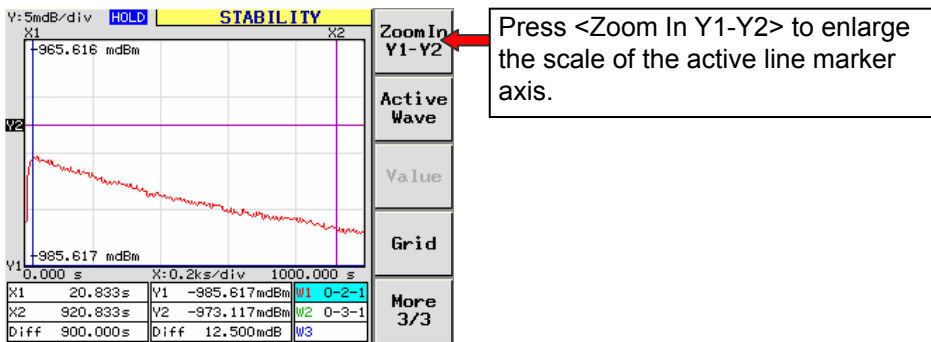 Y:5mdB/div HOLD STABILITY
X1 X2
-965.616 mdBm
Y2
-985.617 mdBm
Y1
0.000 s X:0.2ks/div 1000.000 s
X1 20.833s Y1 -985.617mdBm W1 0-2-1
X2 920.833s Y2 -973.117mdBm W2 0-3-1
Diff 900.000s Diff 12.500mdB W3
ZoomIn
Y1-Y2
Active
Wave
Value
Grid
More
3/3
Press <Zoom In Y1-Y2> to enlarge
the scale of the active line marker
axis.